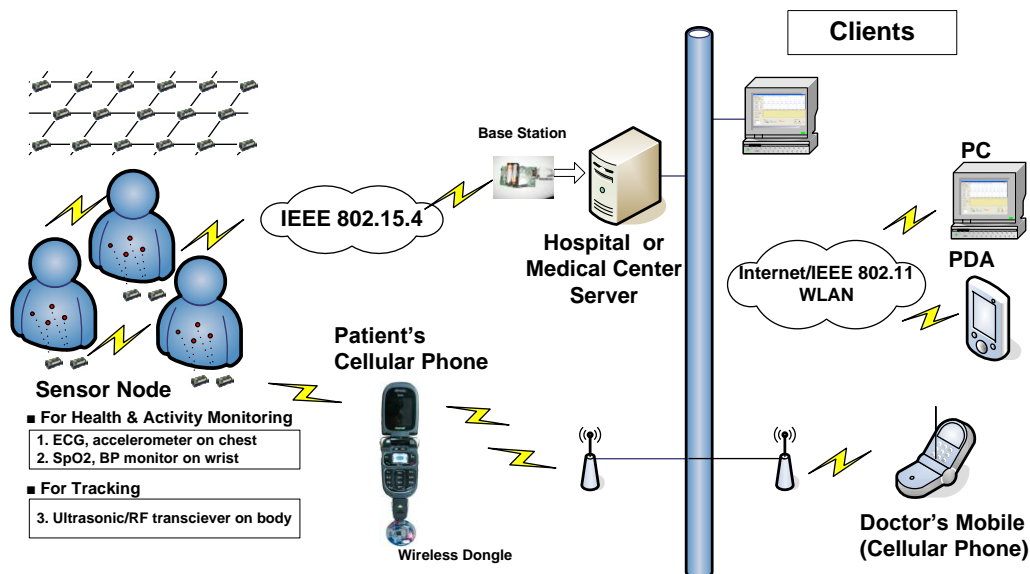 Clients
Base Station
PC
IEEE 802.15.4
Hospital or
Medical Center
Server
Internet/IEEE 802.11
WLAN
PDA
Patient's
Cellular Phone
Sensor Node
■ For Health & Activity Monitoring
1. ECG, accelerometer on chest
2. SpO2, BP monitor on wrist
■ For Tracking
3. Ultrasonic/RF transciever on body
Wireless Dongle
Doctor's Mobile
(Cellular Phone)